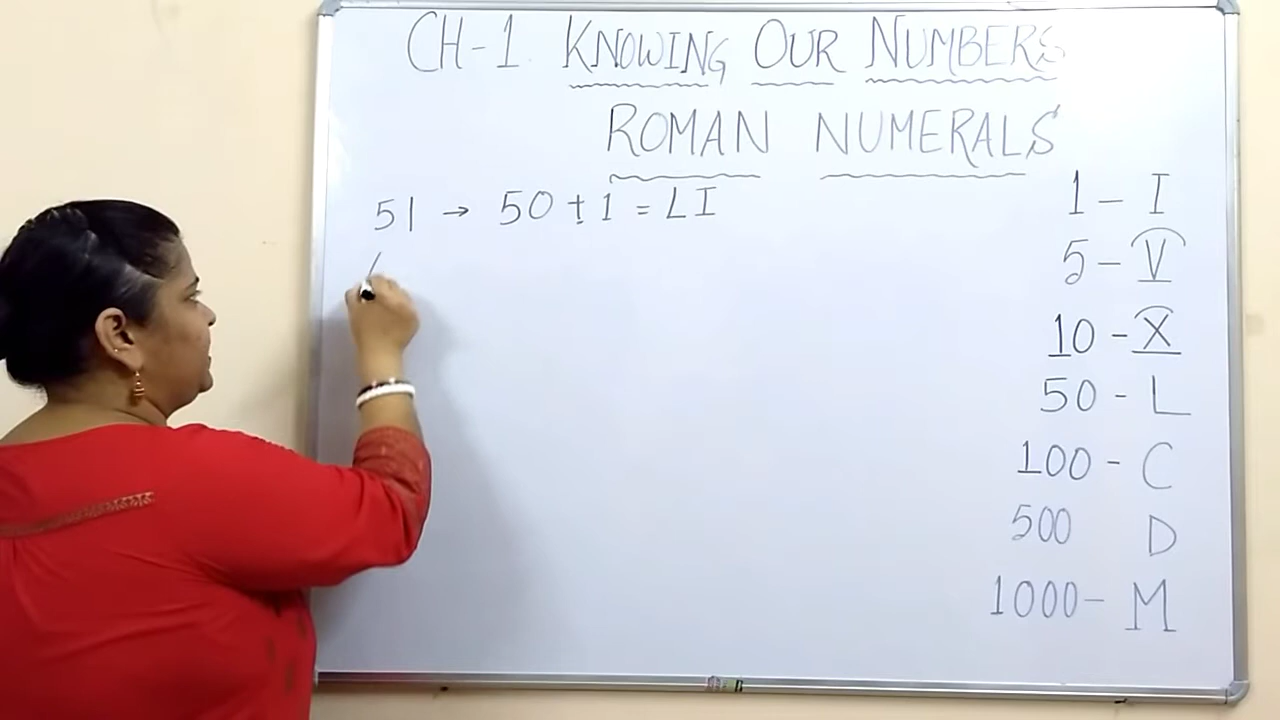 CH-1 KNOWING OUR NUMBERS
ROMAN NUMERALS
51 → 50 + 1 = LI
1 – I
5 – V
10 – X
50 – L
100 - C
500 D
1000 – M